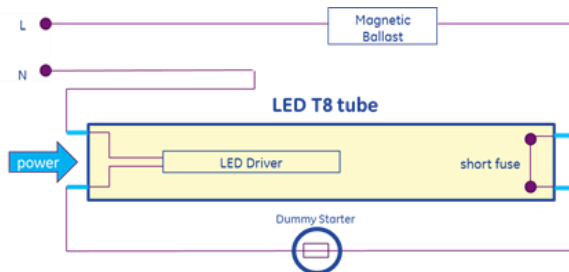 L
Magnetic
Ballast
N
LED T8 tube
power
LED Driver
short fuse
Dummy Starter